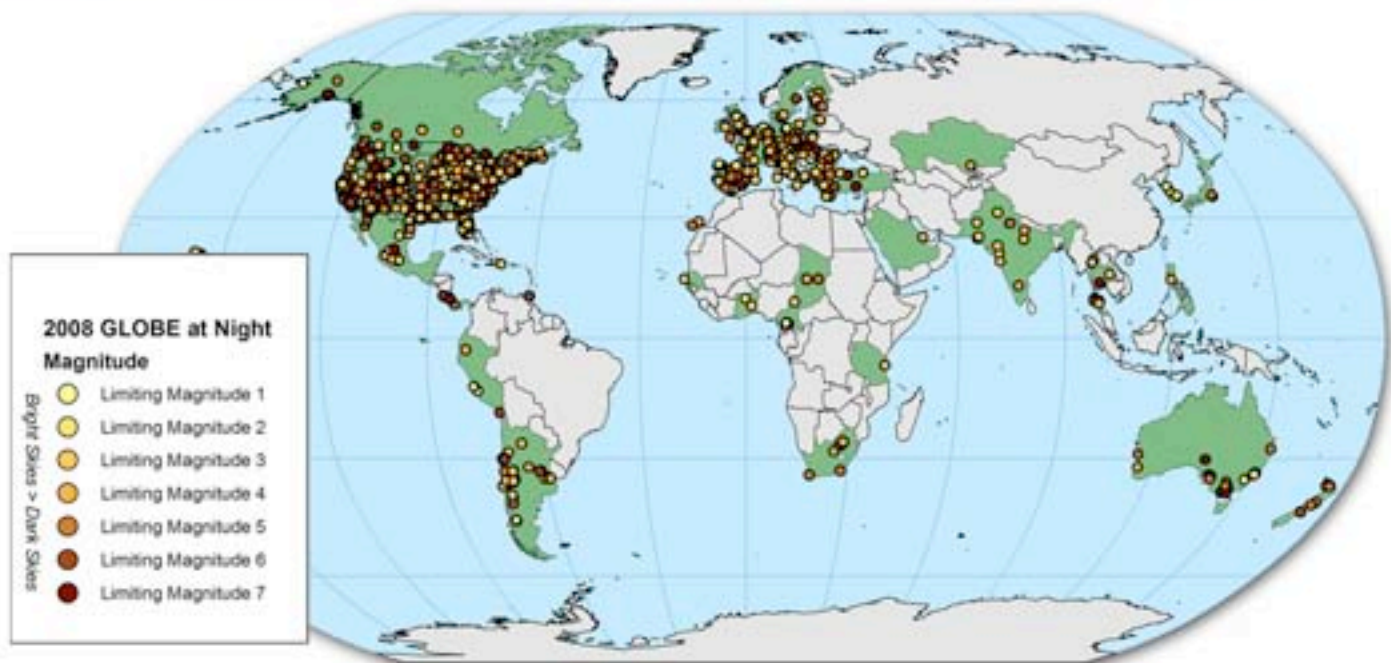 2008 GLOBE at Night
Magnitude
Bright Skies > Dark Skies
Limiting Magnitude 1
Limiting Magnitude 2
Limiting Magnitude 3
Limiting Magnitude 4
Limiting Magnitude 5
Limiting Magnitude 6
Limiting Magnitude 7